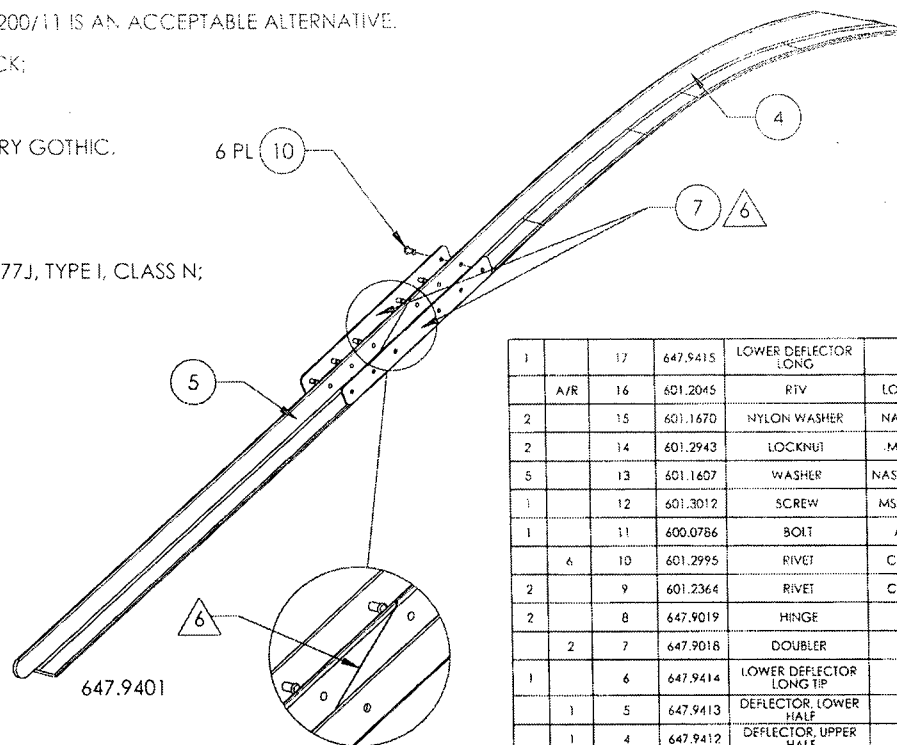 200/11 IS AN ACCEPTABLE ALTERNATIVE.
CK;
RY GOTHIC.
77J, TYPE I, CLASS N;
6 PL 10
4
7 6
5
6
647.9401
1 17 647.9415 LOWER DEFLECTOR LONG
A/R 16 601.2045 RTV LO
2 15 601.1670 NYLON WASHER NA
2 14 601.2943 LOCKNUT M
5 13 601.1607 WASHER NAS
1 12 601.3012 SCREW MS
1 11 600.0786 BOLT A
6 10 601.2995 RIVET C
2 9 601.2364 RIVET C
2 8 647.9019 HINGE
2 7 647.9018 DOUBLER
1 6 647.9414 LOWER DEFLECTOR LONG TIP
1 5 647.9413 DEFLECTOR, LOWER HALF
1 4 647.9412 DEFLECTOR, UPPER HALF